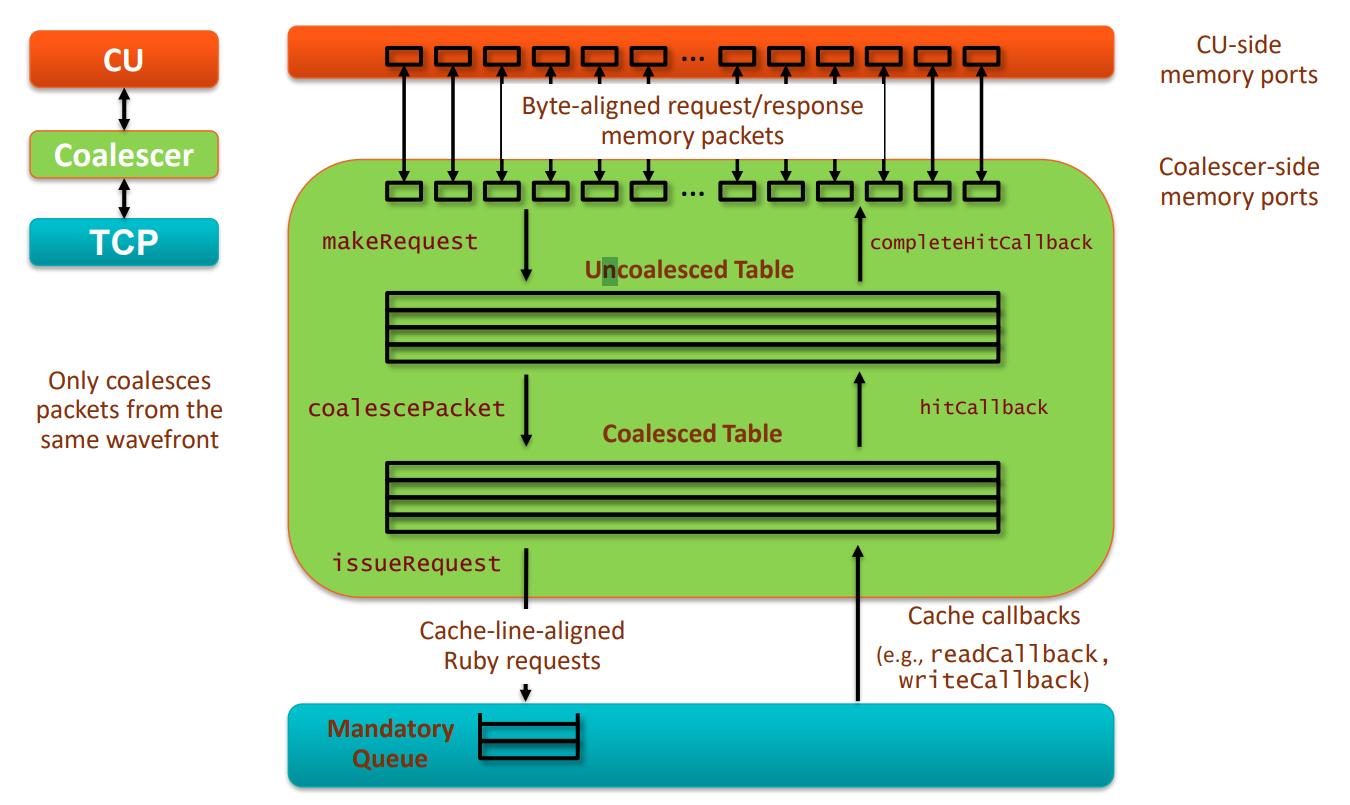 CU
Coalescer
TCP
Only coalesces
packets from the
same wavefront
...
CU-side
memory ports
Byte-aligned request/response
memory packets
Coalescer-side
memory ports
...
makeRequest
completeHitCallback
Uncoalesced Table
coalescePacket
hitCallback
Coalesced Table
issueRequest
Cache-line-aligned
Ruby requests
Cache callbacks
(e.g., readCallback,
writeCallback)
Mandatory
Queue